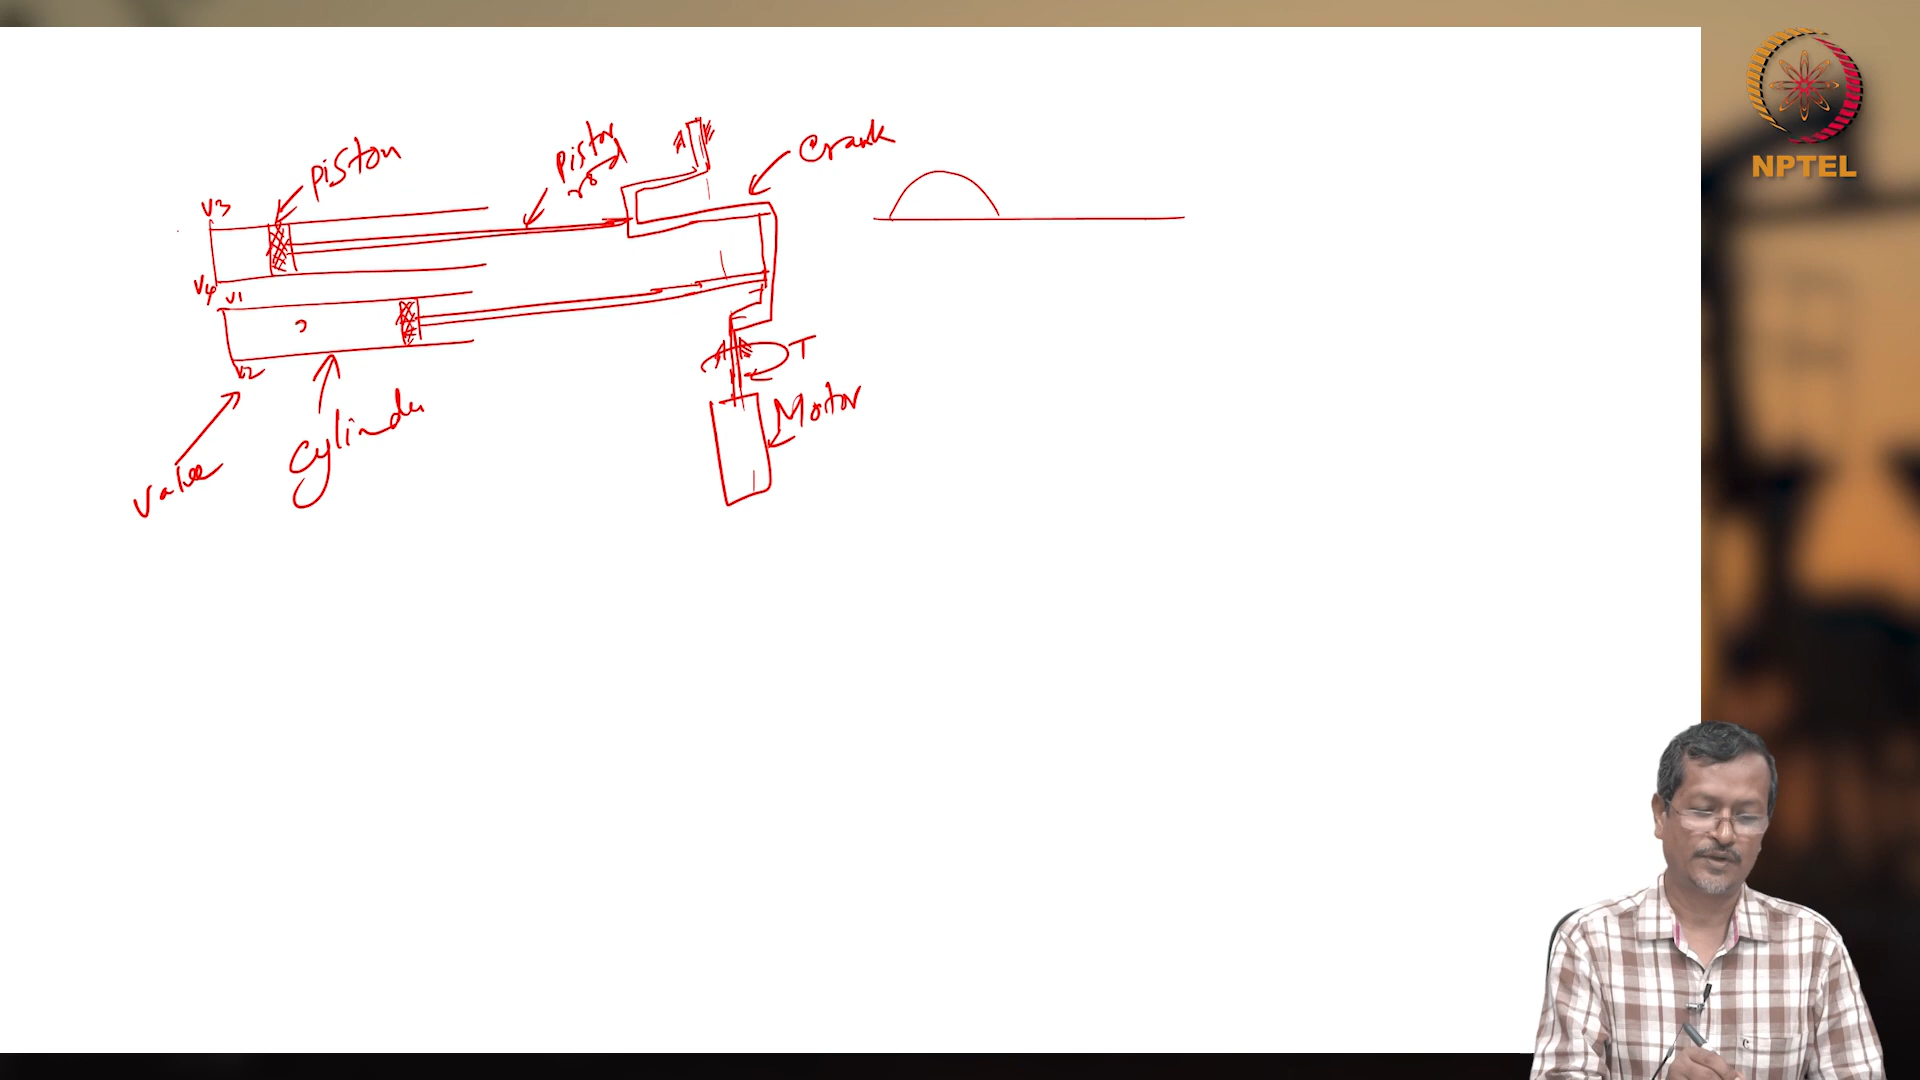 piston
piston
rod
Crank
V3
V4
V1
V2
T
Motor
Cylinder
Valve
NPTEL